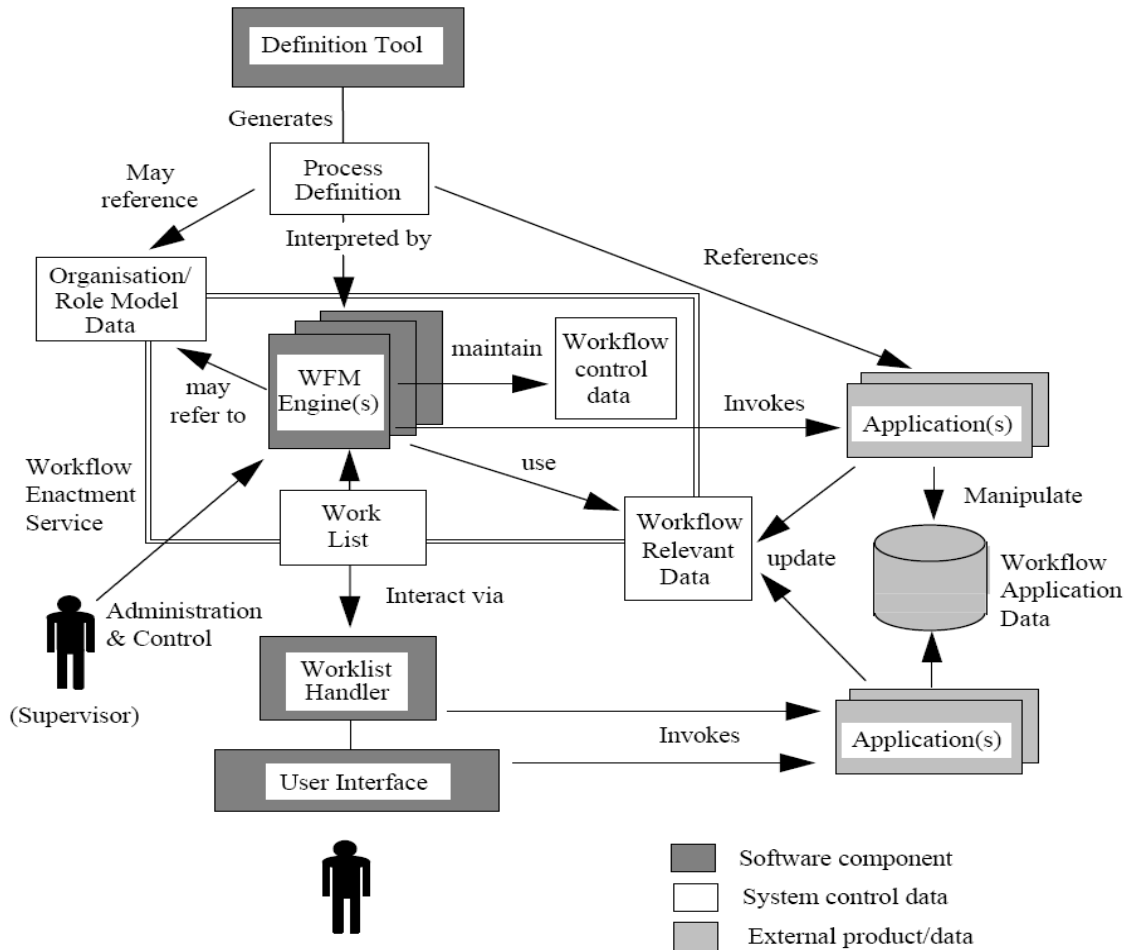 Definition Tool
Generates
Process
Definition
May
reference
Interpreted by
References
Organisation/
Role Model
Data
WFM
Engine(s)
maintain
Workflow
control
data
may
refer to
Invokes
Application(s)
use
Workflow
Enactment
Service
Work
List
Workflow
Relevant
Data
Manipulate
update
Workflow
Application
Data
Interact via
Administration
& Control
(Supervisor)
Worklist
Handler
Invokes
Application(s)
User Interface
Software component
System control data
External product/data